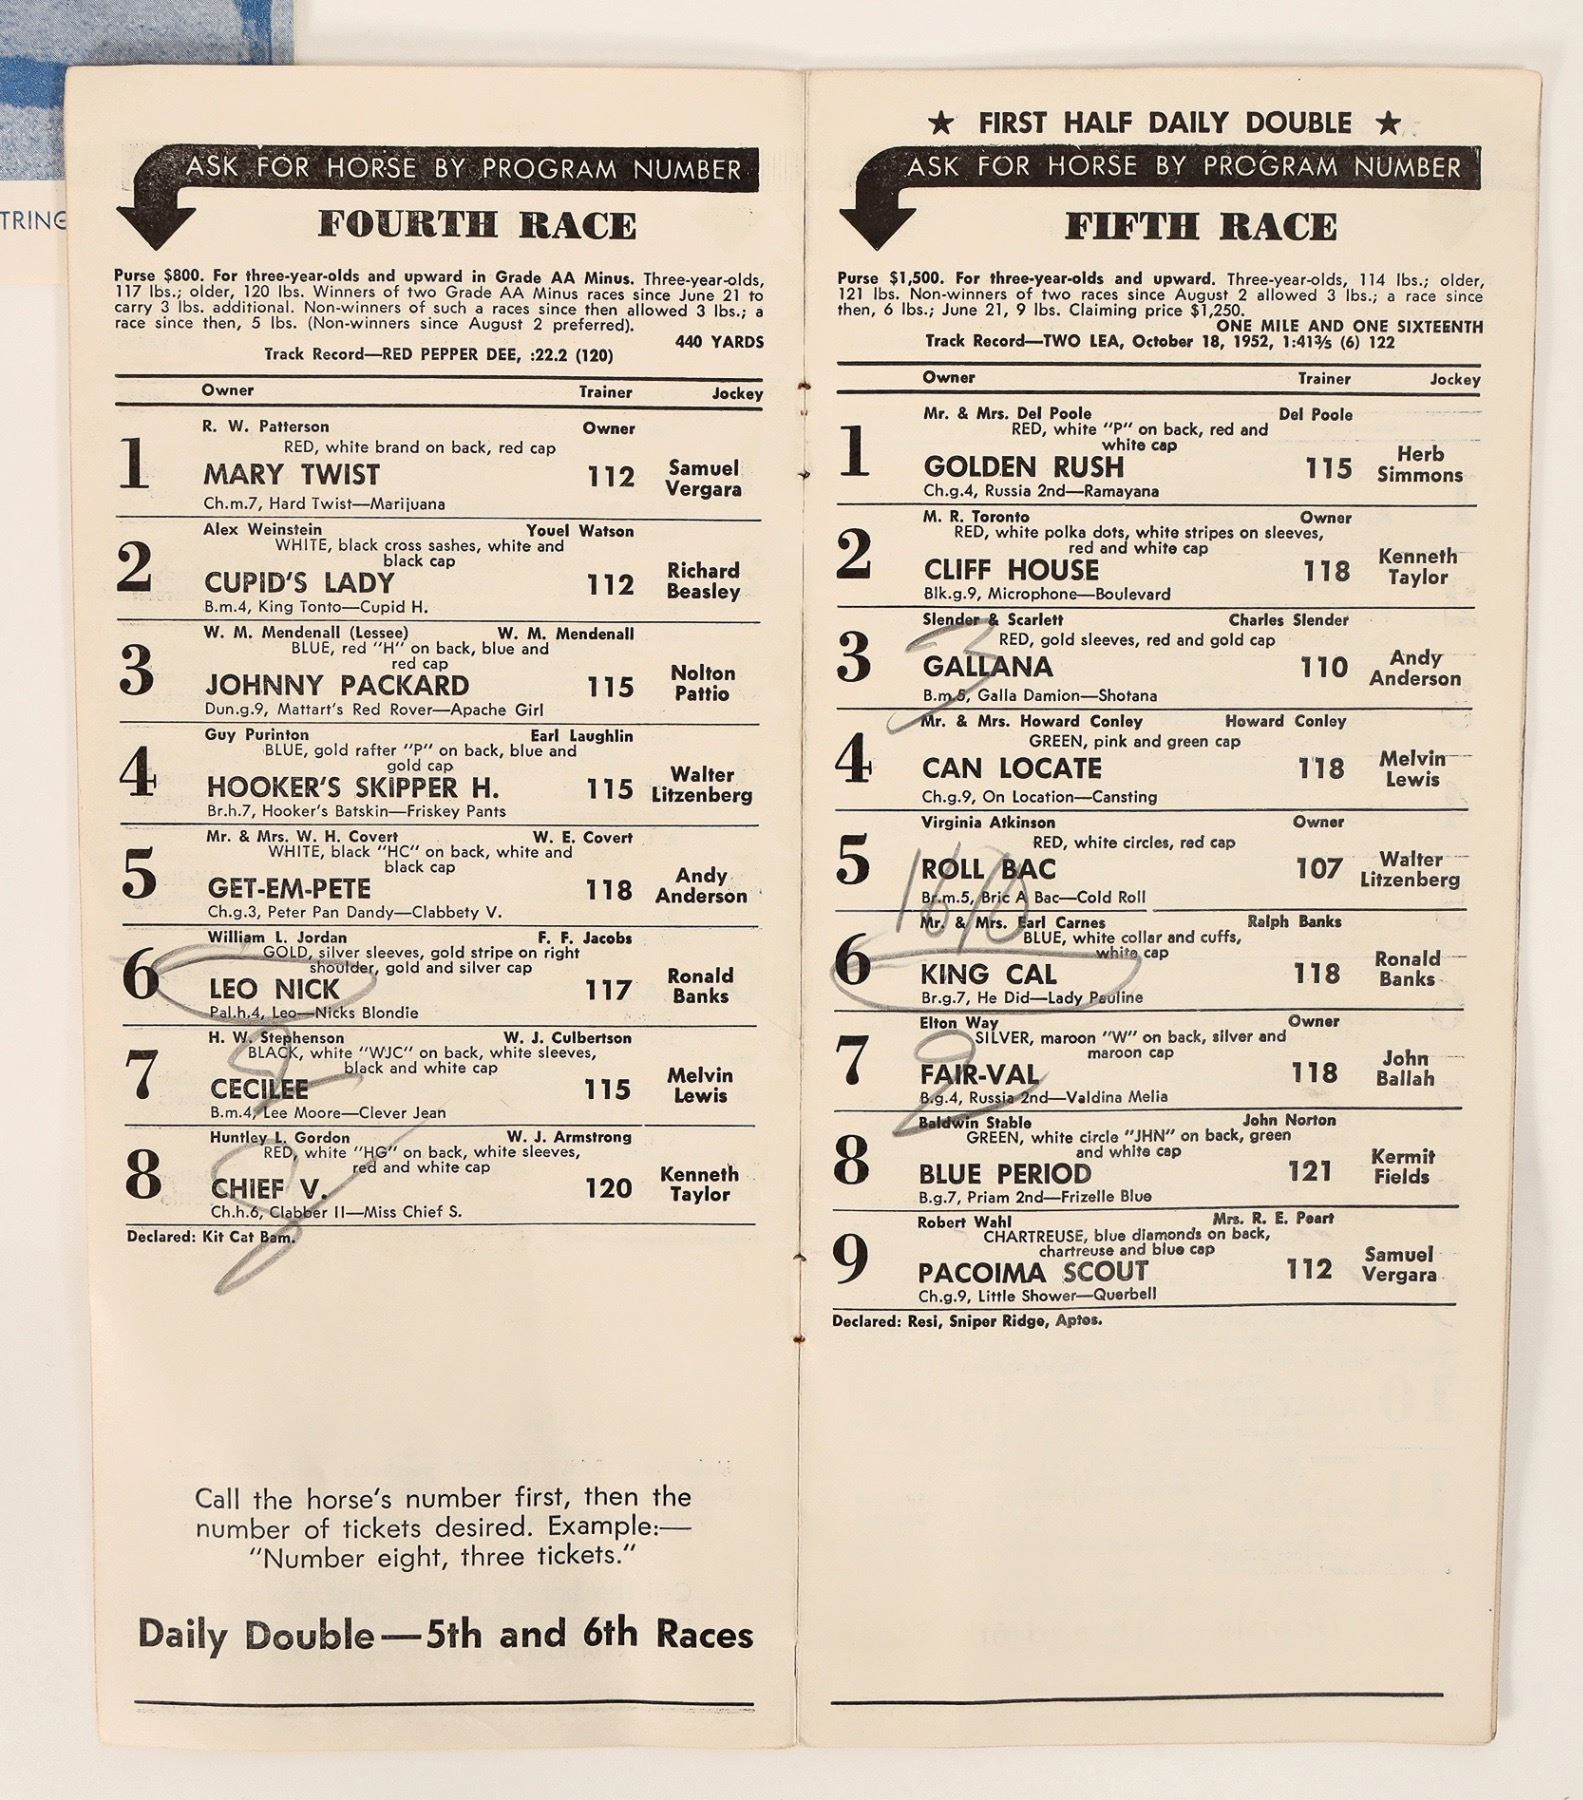 TRING
ASK FOR HORSE BY PROGRAM NUMBER
FOURTH RACE
Purse $800. For three-year-olds and upward in Grade AA Minus. Three-year-olds,
117 lbs.; older, 120 lbs. Winners of two Grade AA Minus races since June 21 to
carry 3 lbs. additional. Non-winners of such a races since then allowed 3 lbs.; a
race since then, 5 lbs. (Non-winners since August 2 preferred).
440 YARDS
Track Record—RED PEPPER DEE, :22.2 (120)
Owner Trainer Jockey
R. W. Patterson Owner
RED, white brand on back, red cap
1 MARY TWIST 112 Samuel Vergara
Ch.m.7, Hard Twist—Marijuana
Alex Weinstein Youel Watson
WHITE, black cross sashes, white and
black cap
2 CUPID'S LADY 112 Richard Beasley
B.m.4, King Tonto—Cupid H.
W. M. Mendenall (Lessee) W. M. Mendenall
BLUE, red "H" on back, blue and
red cap
3 JOHNNY PACKARD 115 Nolton Pattio
Dun.g.9, Mattart's Red Rover—Apache Girl
Guy Purinton Earl Laughlin
BLUE, gold rafter "P" on back, blue and
gold cap
4 HOOKER'S SKIPPER H. 115 Walter Litzenberg
Br.h.7, Hooker's Batskin—Friskey Pants
Mr. & Mrs. W. H. Covert W. E. Covert
WHITE, black "HC" on back, white and
black cap
5 GET-EM-PETE 118 Andy Anderson
Ch.g.3, Peter Pan Dandy—Clabbety V.
William L. Jordan F. F. Jacobs
GOLD, silver sleeves, gold stripe on right
shoulder, gold and silver cap
6 LEO NICK 117 Ronald Banks
Pal.h.4, Leo—Nicks Blondie
H. W. Stephenson W. J. Culbertson
BLACK, white "WJC" on back, white sleeves,
black and white cap
7 CECILEE 115 Melvin Lewis
B.m.4, Lee Moore—Clever Jean
Huntley L. Gordon W. J. Armstrong
RED, white "HG" on back, white sleeves,
red and white cap
8 CHIEF V. 120 Kenneth Taylor
Ch.h.6, Clabber II—Miss Chief S.
Declared: Kit Cat Bam.
Call the horse's number first, then the
number of tickets desired. Example:—
"Number eight, three tickets."
Daily Double—5th and 6th Races
★ FIRST HALF DAILY DOUBLE ★
ASK FOR HORSE BY PROGRAM NUMBER
FIFTH RACE
Purse $1,500. For three-year-olds and upward. Three-year-olds, 114 lbs.; older,
121 lbs. Non-winners of two races since August 2 allowed 3 lbs.; a race since
then, 6 lbs.; June 21, 9 lbs. Claiming price $1,250.
ONE MILE AND ONE SIXTEENTH
Track Record—TWO LEA, October 18, 1952, 1:41⅗ (6) 122
Owner Trainer Jockey
Mr. & Mrs. Del Poole Del Poole
RED, white "P" on back, red and
white cap
1 GOLDEN RUSH 115 Herb Simmons
Ch.g.4, Russia 2nd—Ramayana
M. R. Toronto Owner
RED, white polka dots, white stripes on sleeves,
red and white cap
2 CLIFF HOUSE 118 Kenneth Taylor
Blk.g.9, Microphone—Boulevard
Slender & Scarlett Charles Slender
RED, gold sleeves, red and gold cap
3 GALLANA 110 Andy Anderson
3
B.m.5, Galla Damion—Shotana
Mr. & Mrs. Howard Conley Howard Conley
GREEN, pink and green cap
4 CAN LOCATE 118 Melvin Lewis
Ch.g.9, On Location—Cansting
Virginia Atkinson Owner
RED, white circles, red cap
5 ROLL BAC 107 Walter Litzenberg
Br.m.5, Bric A Bac—Cold Roll
Mr. & Mrs. Earl Carnes Ralph Banks
BLUE, white collar and cuffs,
white cap
6 KING CAL 118 Ronald Banks
Br.g.7, He Did—Lady Pauline
Elton Way Owner
SILVER, maroon "W" on back, silver and
maroon cap
7 FAIR-VAL 118 John Ballah
2
B.g.4, Russia 2nd—Valdina Melia
Baldwin Stable John Norton
GREEN, white circle "JHN" on back, green
and white cap
8 BLUE PERIOD 121 Kermit Fields
B.g.7, Priam 2nd—Frizelle Blue
Robert Wahl Mrs. R. E. Peart
CHARTREUSE, blue diamonds on back,
chartreuse and blue cap
9 PACOIMA SCOUT 112 Samuel Vergara
Ch.g.9, Little Shower—Querbell
Declared: Resi, Sniper Ridge, Aptos.